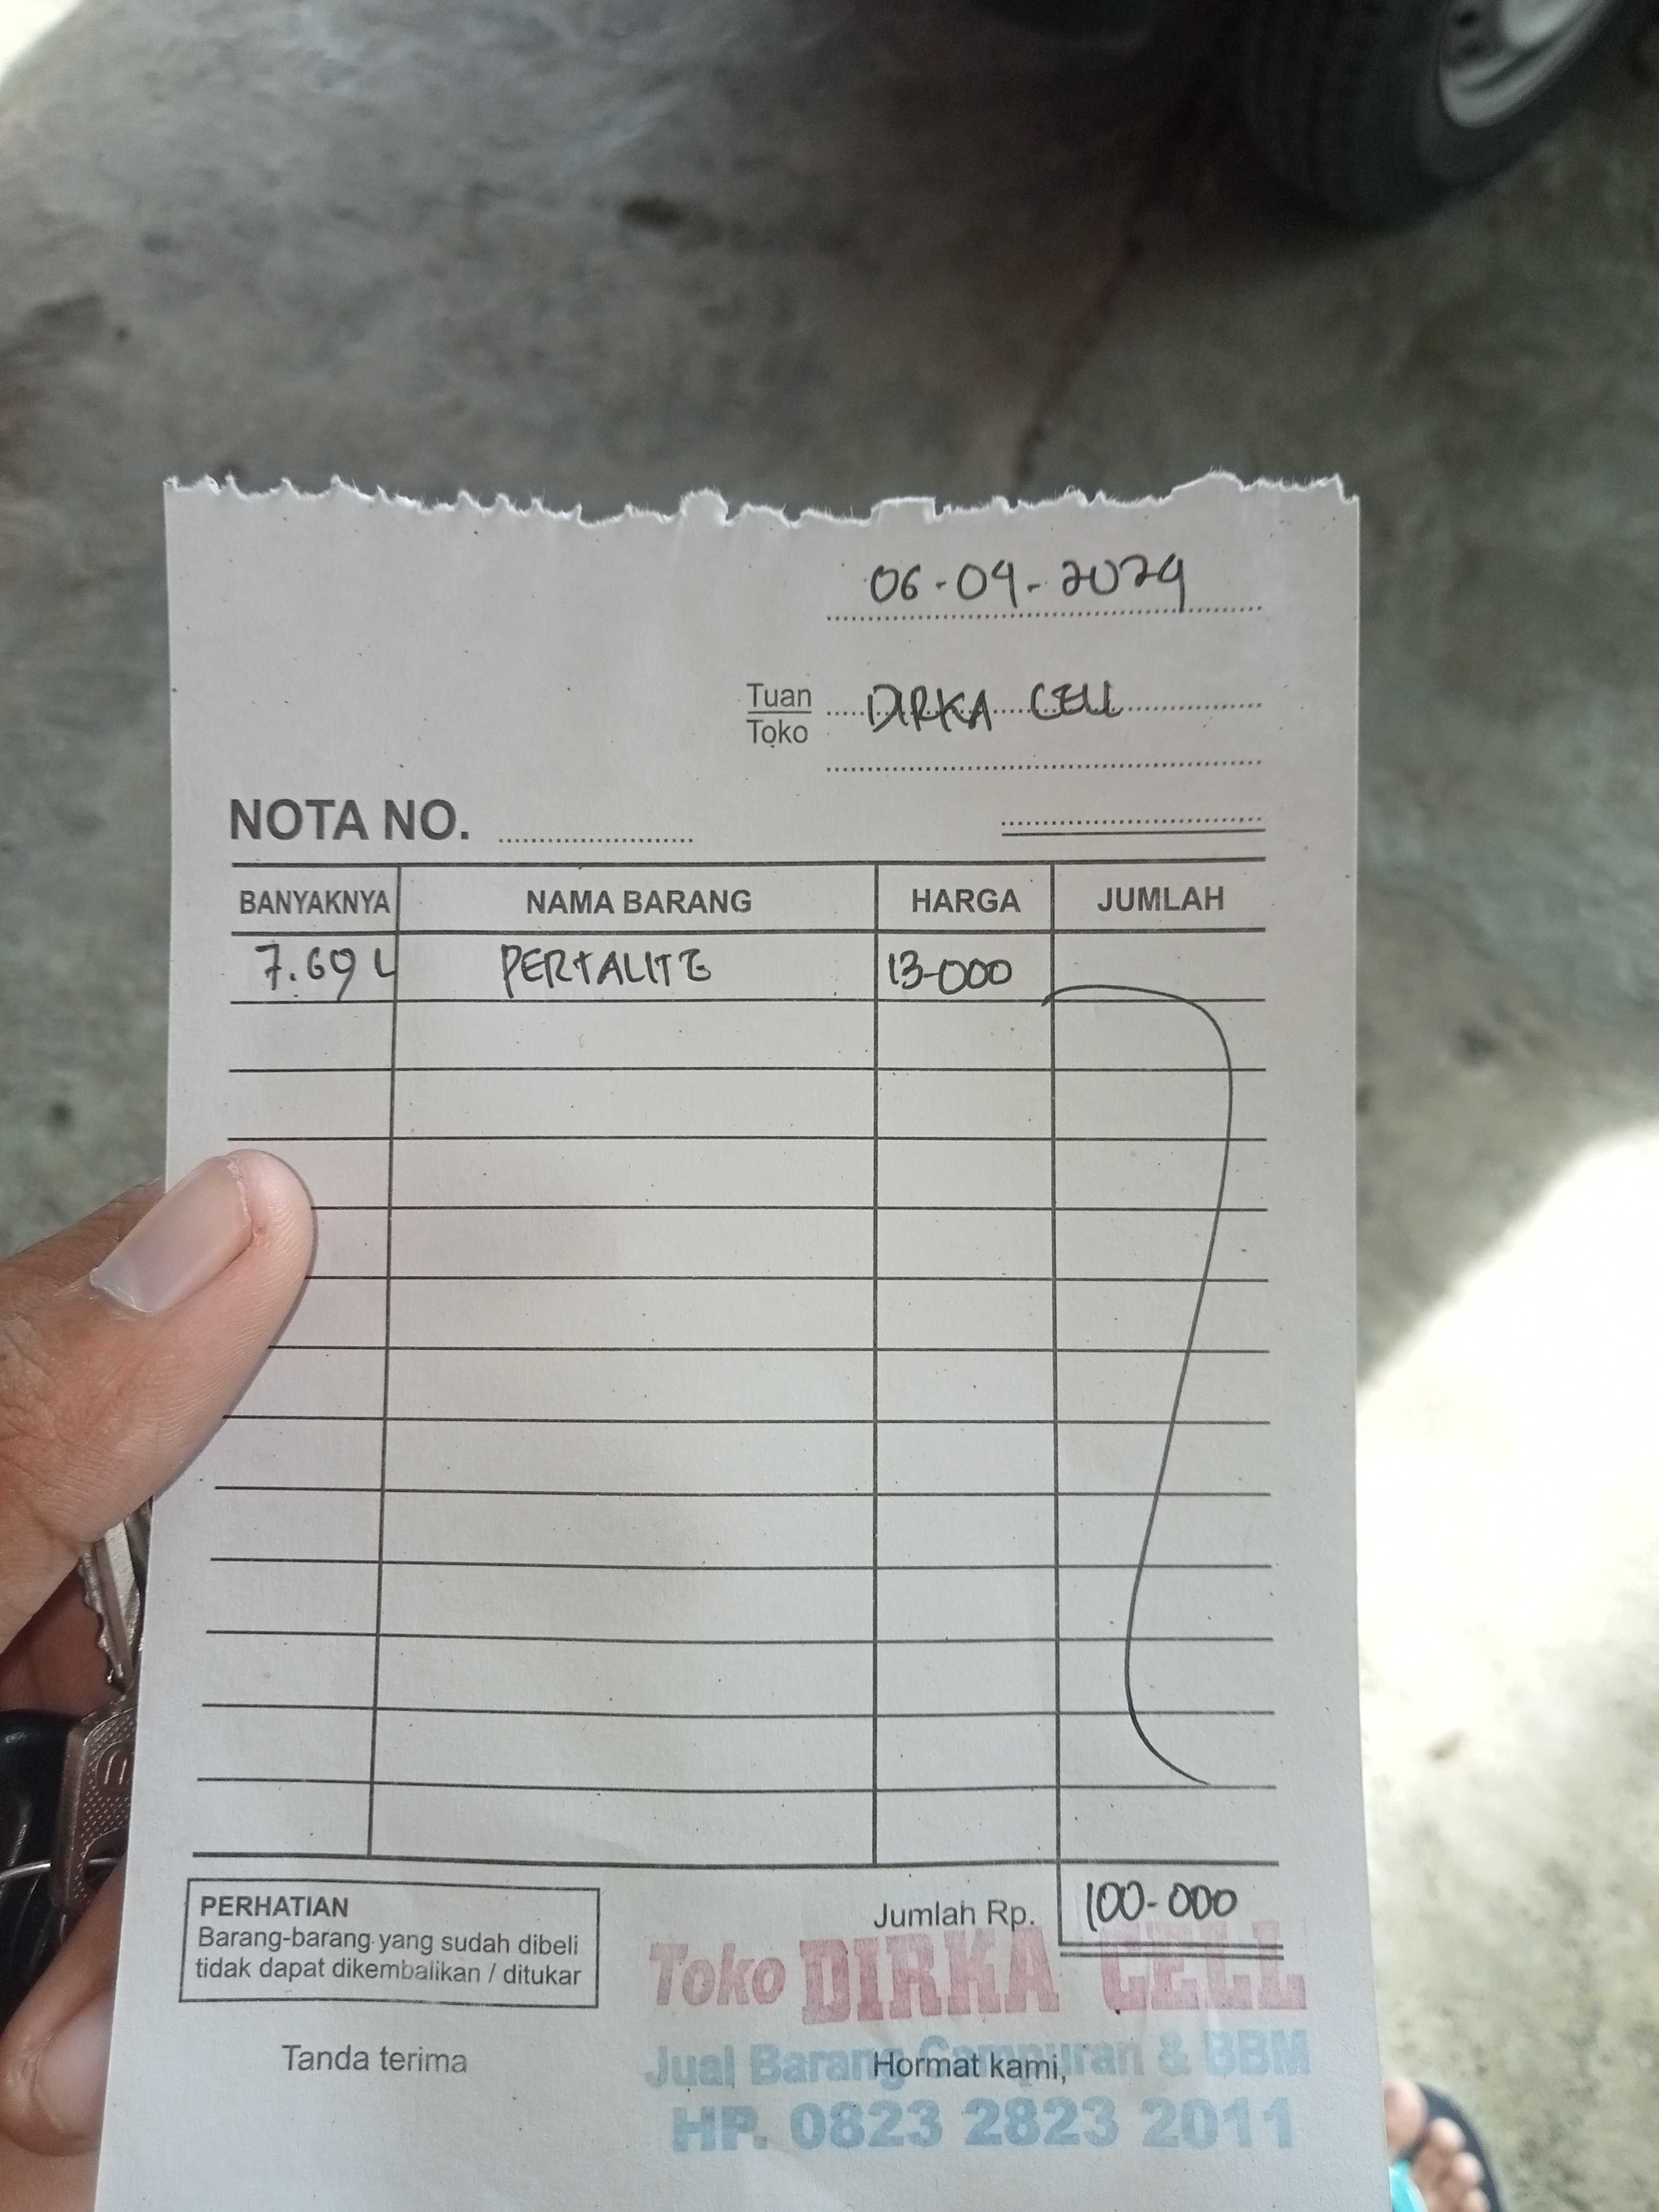 06-04-2024
Tuan DIRKA CELL
Toko
NOTA NO.
BANYAKNYA NAMA BARANG HARGA JUMLAH
7.69 L PERTALITE 13-000
Jumlah Rp. 100-000
PERHATIAN
Barang-barang yang sudah dibeli
tidak dapat dikembalikan / ditukar
Toko DIRKA CELL
Jual Barang Campuran & BBM
HP. 0823 2823 2011
Tanda terima Hormat kami,